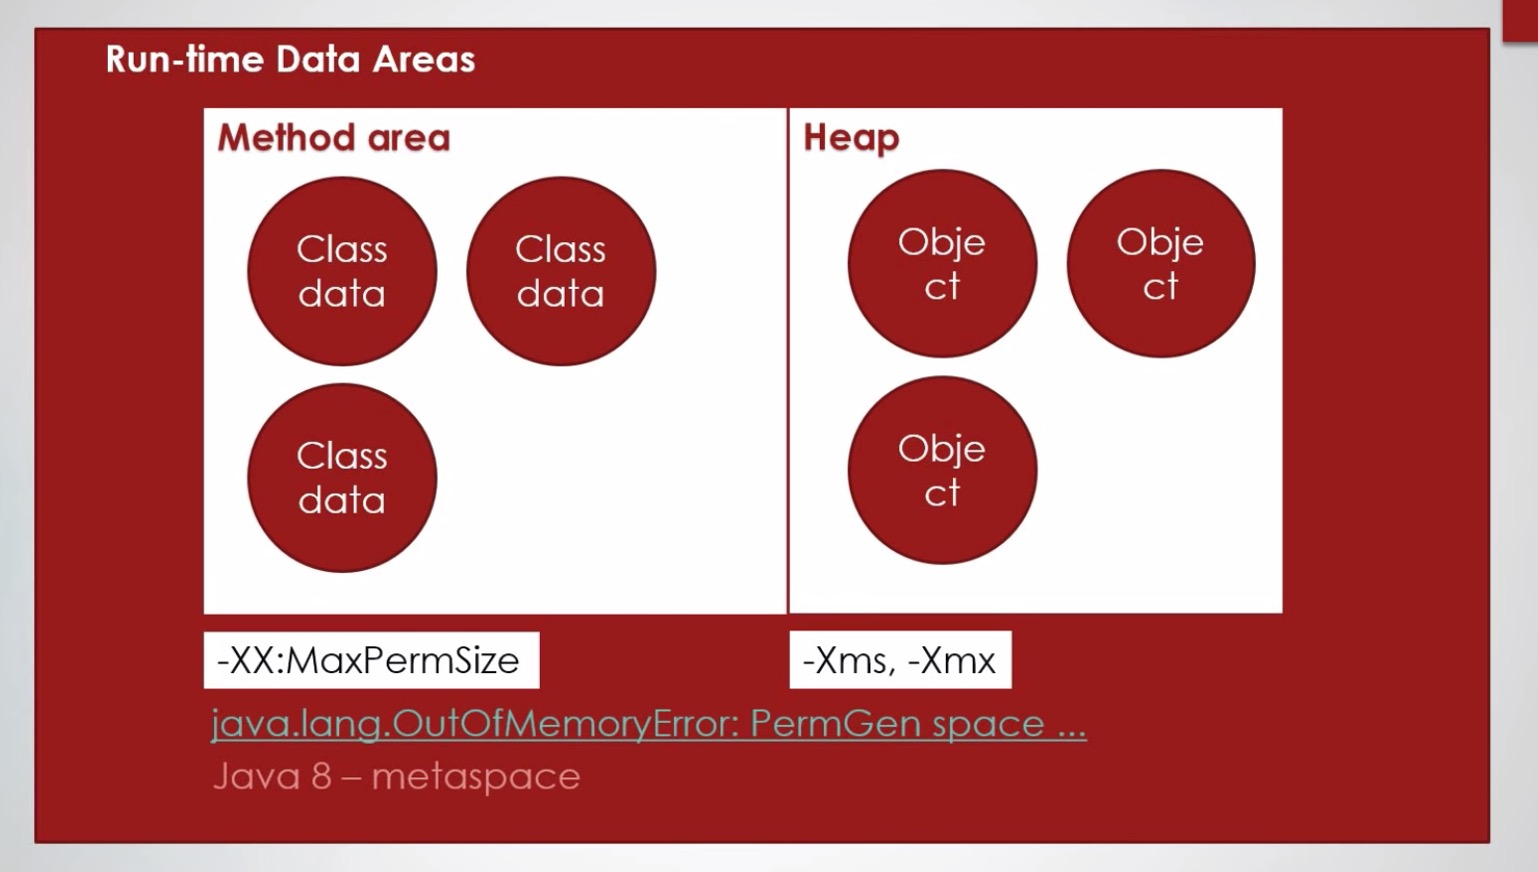 Run-time Data Areas
Method area
Class
data
Class
data
Class
data
Heap
Obje
ct
Obje
ct
Obje
ct
-XX:MaxPermSize
-Xms, -Xmx
java.lang.OutOfMemoryError: PermGen space ...
Java 8 – metaspace